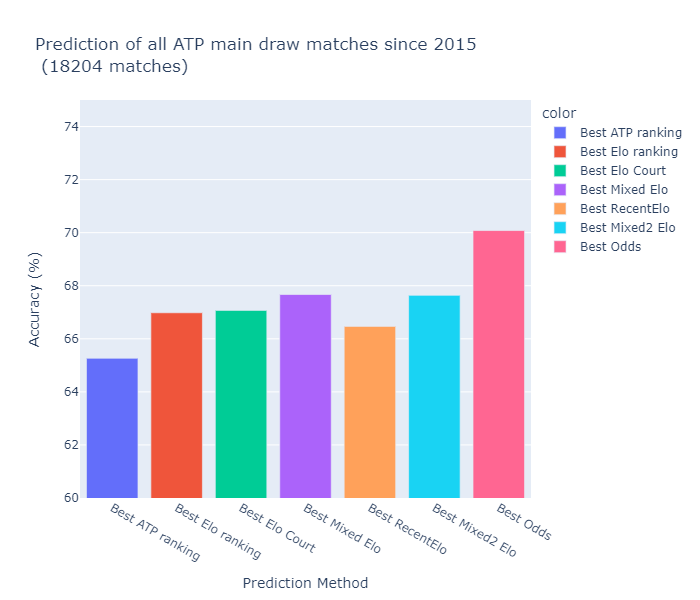 Prediction of all ATP main draw matches since 2015
(18204 matches)
color
Best ATP ranking
Best Elo ranking
Best Elo Court
Best Mixed Elo
Best RecentElo
Best Mixed2 Elo
Best Odds
Accuracy (%)
74
72
70
68
66
64
62
60
Best ATP ranking
Best Elo ranking
Best Elo Court
Best Mixed Elo
Best RecentElo
Best Mixed2 Elo
Best Odds
Prediction Method